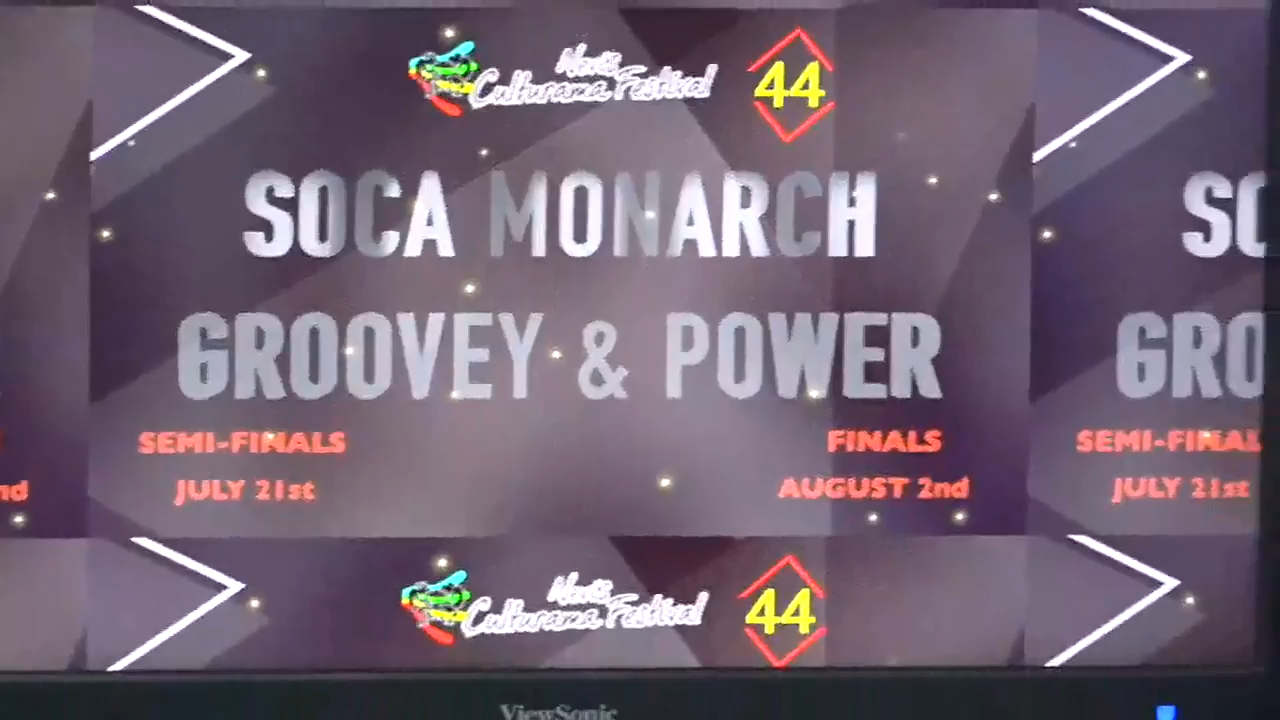 Nevis
Culturama Festival
44
SOCA MONARCH
SO
GROOVEY & POWER
GRO
SEMI-FINALS
FINALS
SEMI-FINAL
nd
JULY 21st
AUGUST 2nd
JULY 21st
Nevis
Culturama Festival
44
ViewSonic